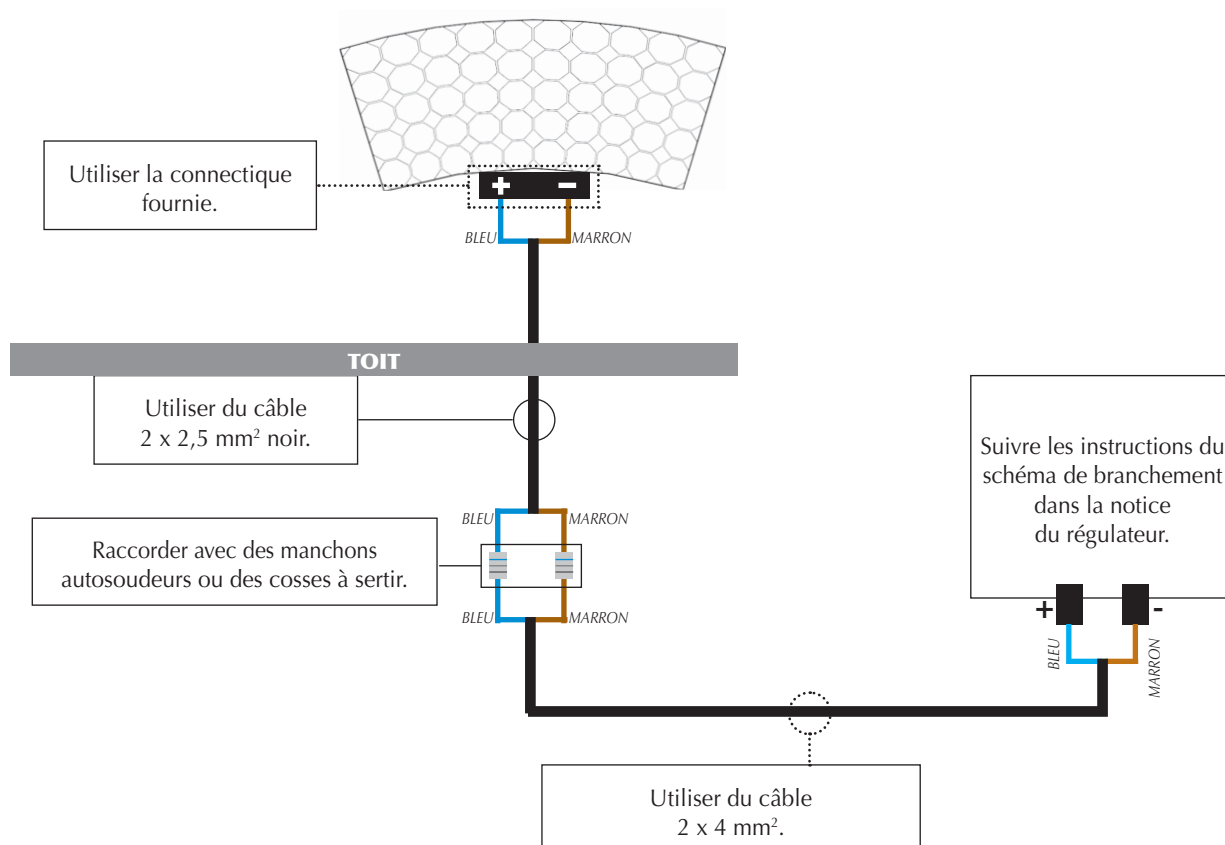 Utiliser la connectique
fournie.
+ -
BLEU MARRON
TOIT
Utiliser du câble
2 x 2,5 mm² noir.
BLEU MARRON
Raccorder avec des manchons
autosoudeurs ou des cosses à sertir.
BLEU MARRON
Suivre les instructions du
schéma de branchement
dans la notice
du régulateur.
+ -
BLEU
MARRON
Utiliser du câble
2 x 4 mm².